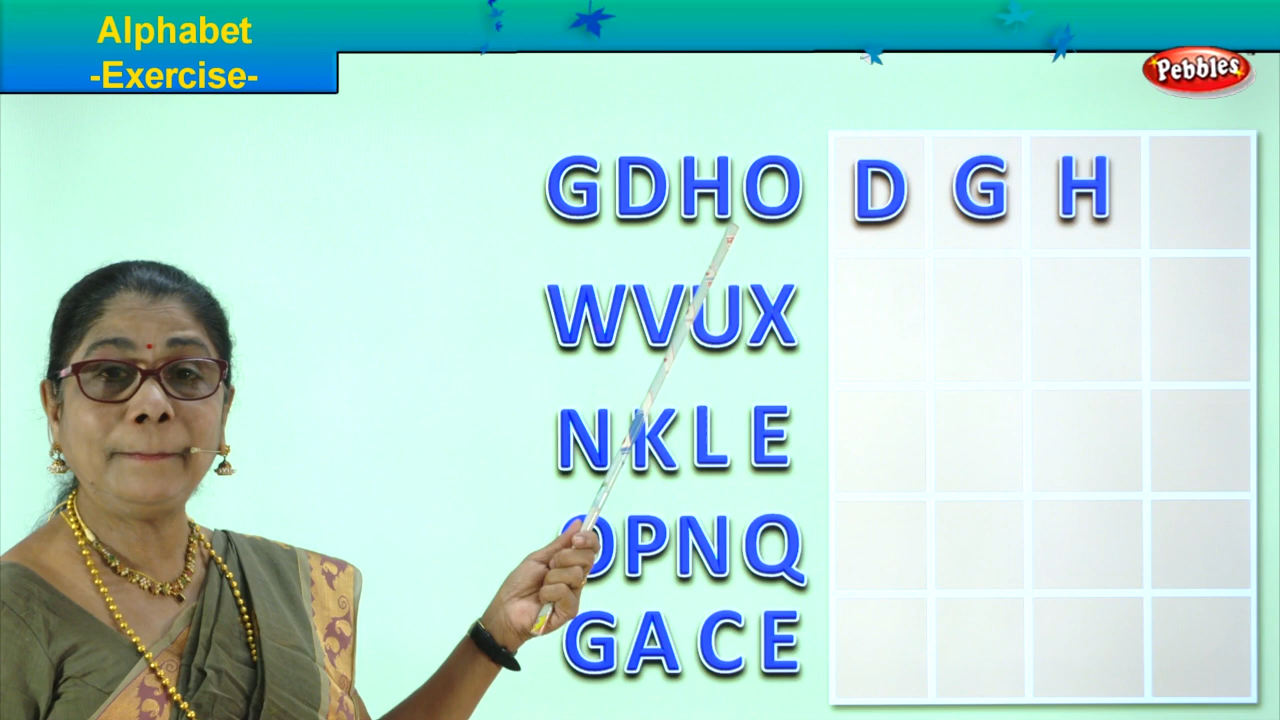 Alphabet
-Exercise-
Pebbles
GDHO D G H
WVUX
NKLE
OPNQ
GACE